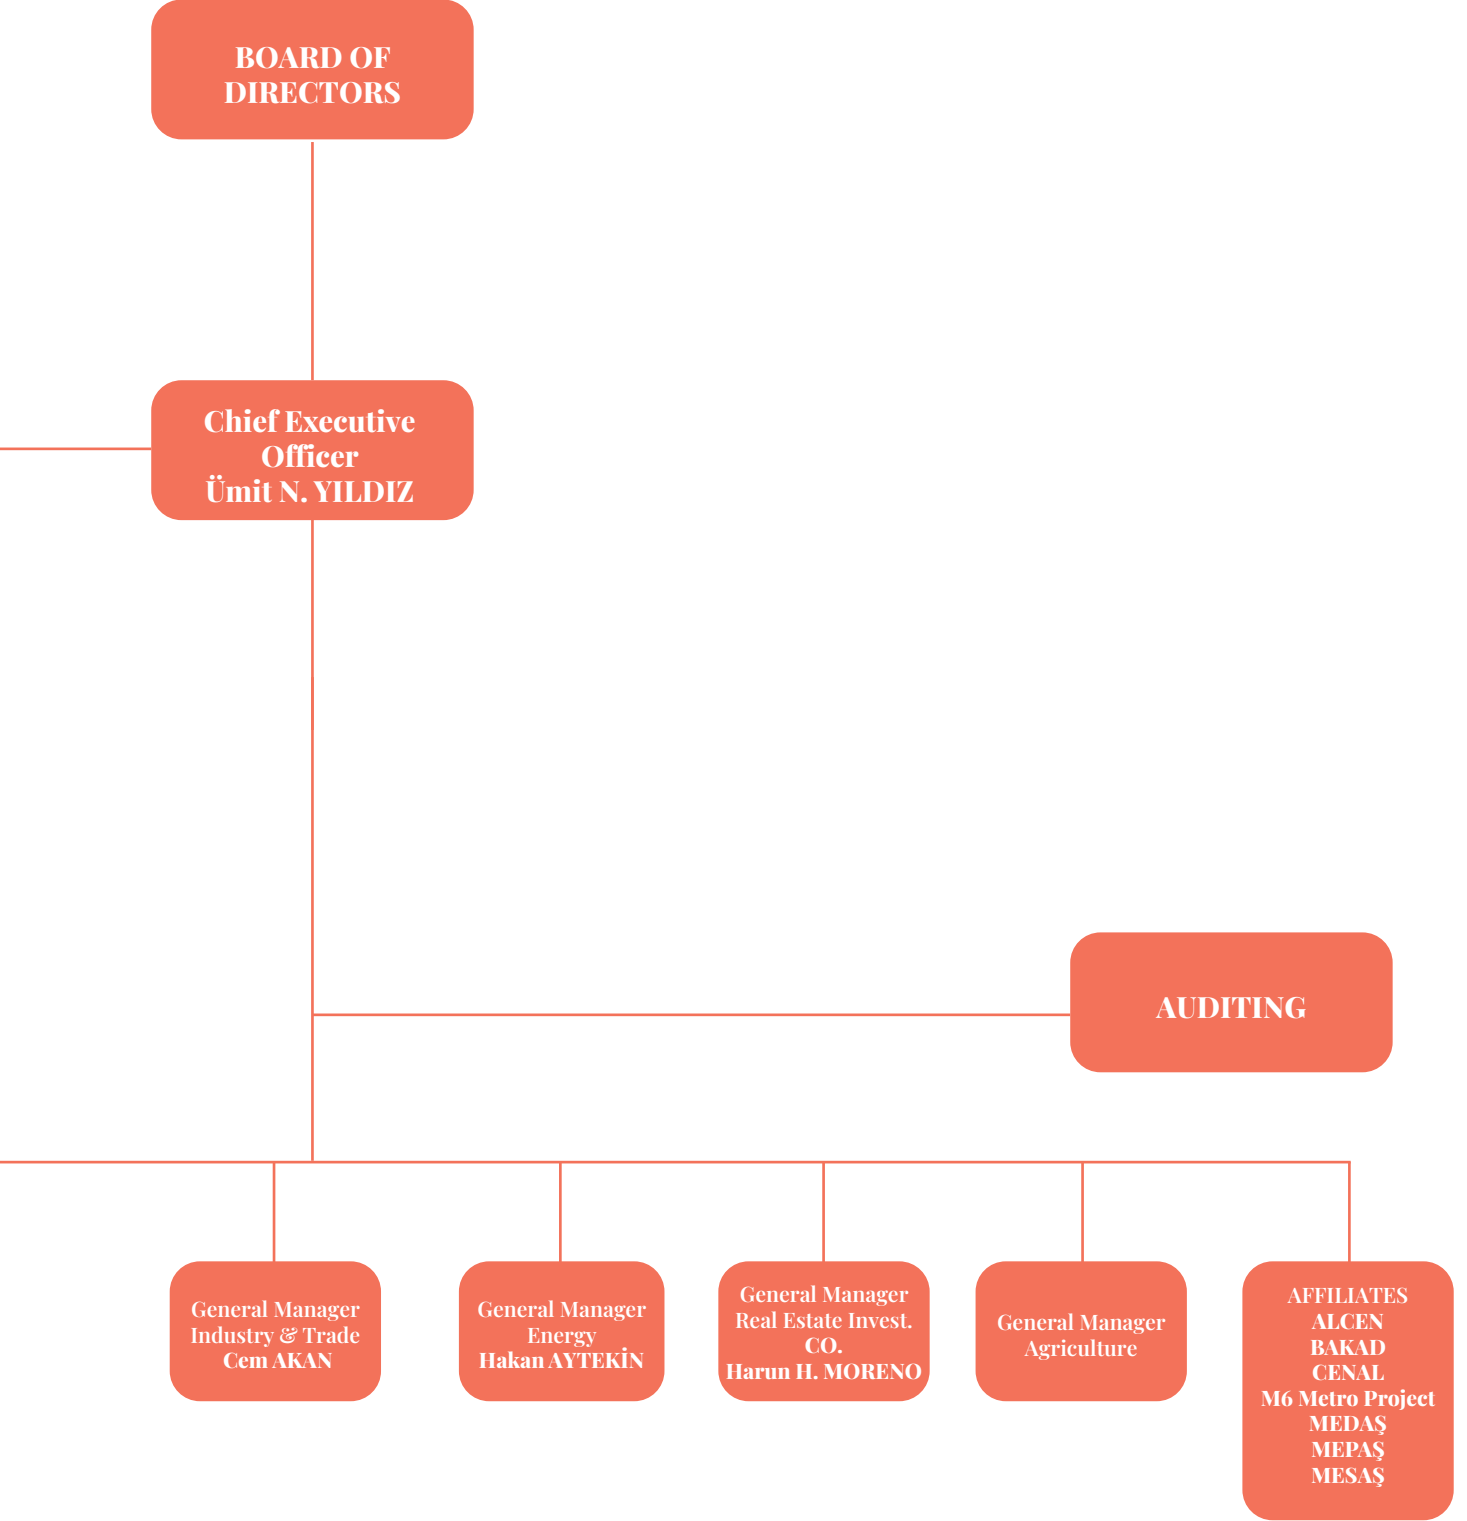 BOARD OF
DIRECTORS
Chief Executive
Officer
Ümit N. YILDIZ
AUDITING
General Manager
Industry & Trade
Cem AKAN
General Manager
Energy
Hakan AYTEKİN
General Manager
Real Estate Invest.
CO.
Harun H. MORENO
General Manager
Agriculture
AFFILIATES
ALCEN
BAKAD
CENAL
M6 Metro Project
MEDAŞ
MEPAŞ
MESAŞ